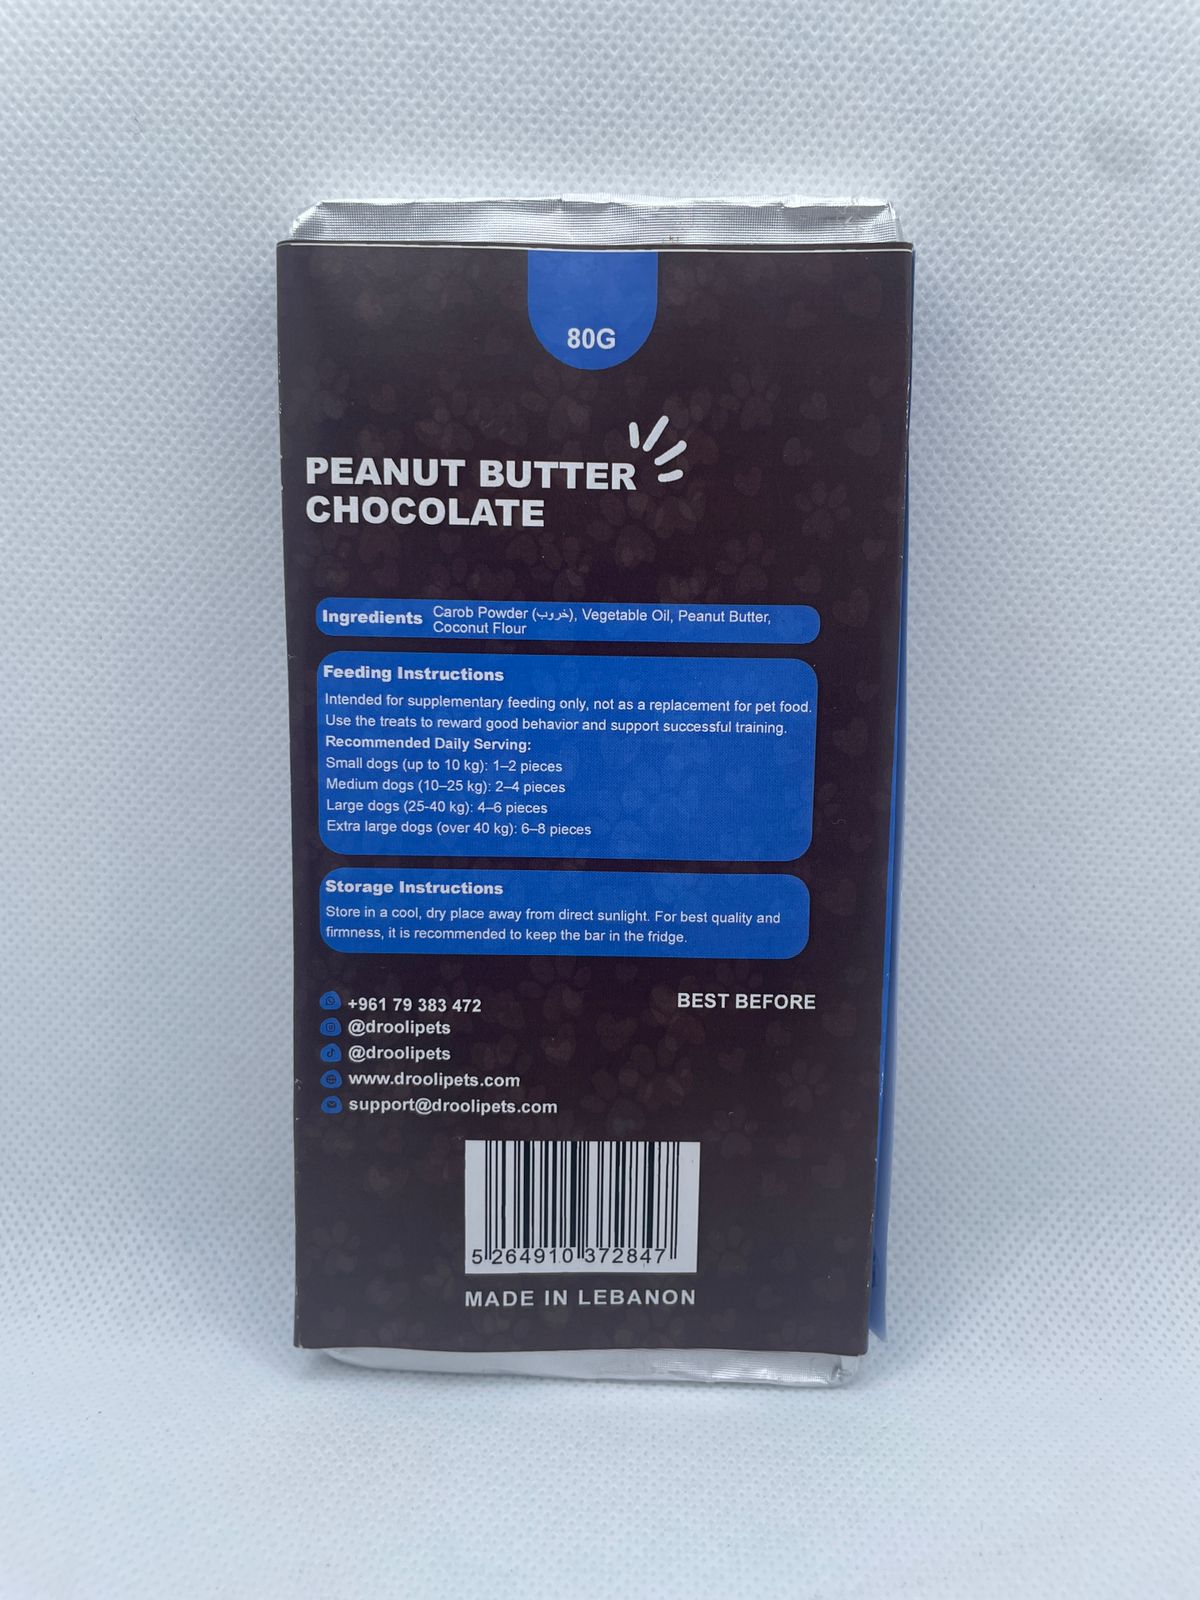 80G
PEANUT BUTTER
CHOCOLATE
Ingredients Carob Powder (خروب), Vegetable Oil, Peanut Butter,
Coconut Flour
Feeding Instructions
Intended for supplementary feeding only, not as a replacement for pet food.
Use the treats to reward good behavior and support successful training.
Recommended Daily Serving:
Small dogs (up to 10 kg): 1–2 pieces
Medium dogs (10–25 kg): 2–4 pieces
Large dogs (25-40 kg): 4–6 pieces
Extra large dogs (over 40 kg): 6–8 pieces
Storage Instructions
Store in a cool, dry place away from direct sunlight. For best quality and
firmness, it is recommended to keep the bar in the fridge.
+961 79 383 472
BEST BEFORE
@droolipets
@droolipets
www.droolipets.com
support@droolipets.com
5 264910 372847
MADE IN LEBANON